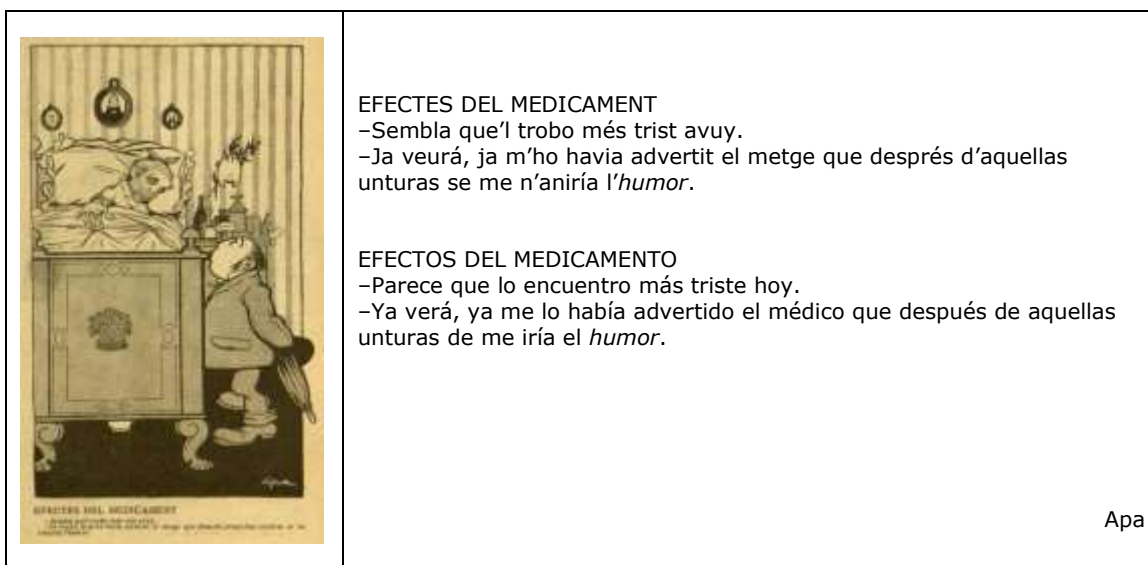 EFECTES DEL MEDICAMENT
–Sembla que’l trobo més trist avuy.
–Ja veurá, ja m’ho havia advertit el metge que després d’aquellas
unturas se me n’aniría l’humor.
EFECTOS DEL MEDICAMENTO
–Parece que lo encuentro más triste hoy.
–Ya verá, ya me lo había advertido el médico que después de aquellas
unturas de me iría el humor.
EFECTES DEL MEDICAMENT
Apa